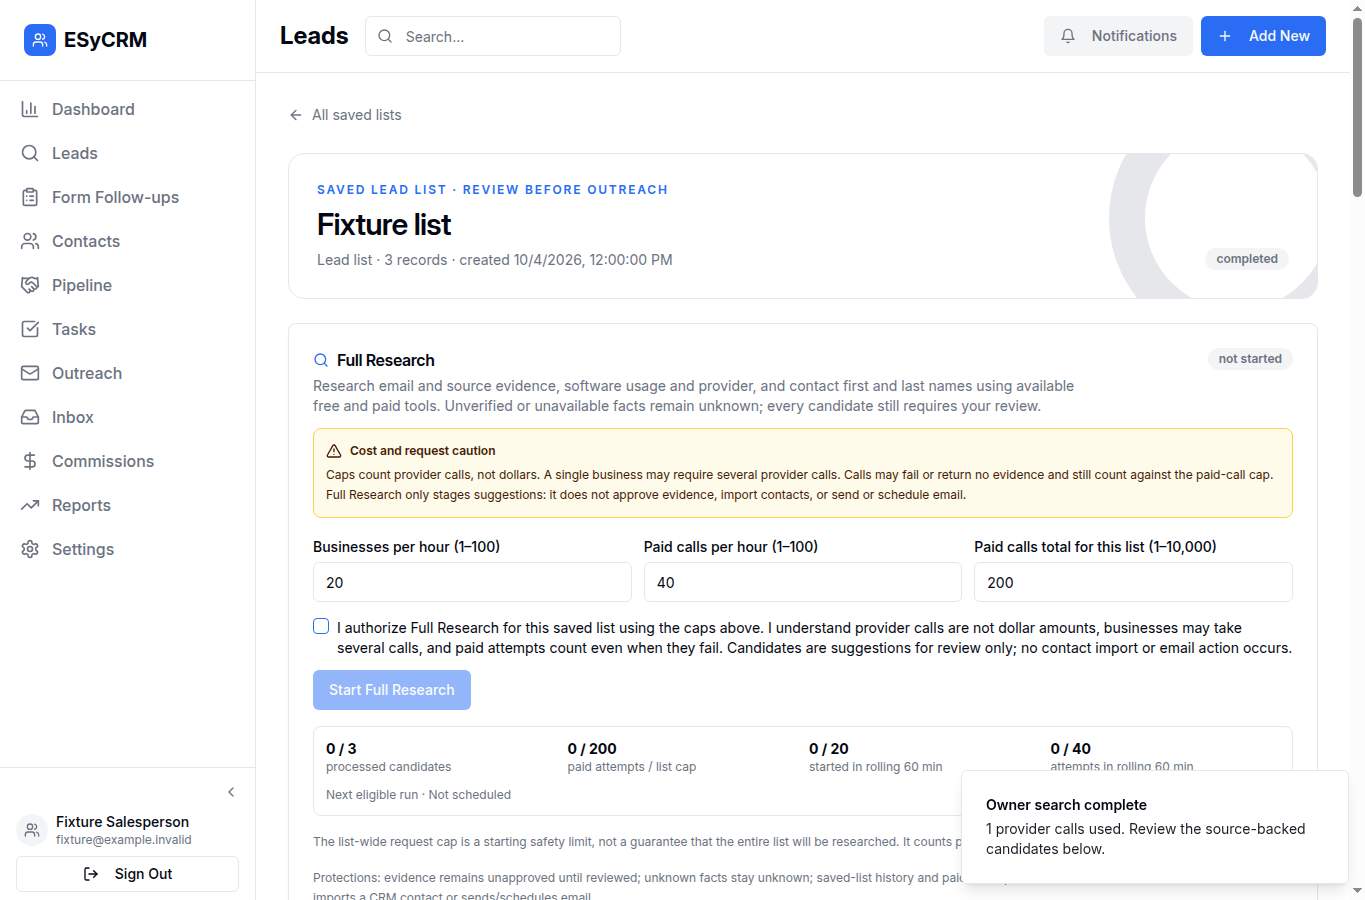 ESyCRM
Dashboard
Leads
Form Follow-ups
Contacts
Pipeline
Tasks
Outreach
Inbox
Commissions
Reports
Settings
Fixture Salesperson
fixture@example.invalid
Sign Out
Leads
Search...
Notifications
Add New
All saved lists
SAVED LEAD LIST · REVIEW BEFORE OUTREACH
Fixture list
Lead list · 3 records · created 10/4/2026, 12:00:00 PM
completed
Full Research
not started
Research email and source evidence, software usage and provider, and contact first and last names using available
free and paid tools. Unverified or unavailable facts remain unknown; every candidate still requires your review.
Cost and request caution
Caps count provider calls, not dollars. A single business may require several provider calls. Calls may fail or return no evidence and still count against the paid-call cap.
Full Research only stages suggestions: it does not approve evidence, import contacts, or send or schedule email.
Businesses per hour (1–100)
20
Paid calls per hour (1–100)
40
Paid calls total for this list (1–10,000)
200
I authorize Full Research for this saved list using the caps above. I understand provider calls are not dollar amounts, businesses may take
several calls, and paid attempts count even when they fail. Candidates are suggestions for review only; no contact import or email action occurs.
Start Full Research
0 / 3
processed candidates
0 / 200
paid attempts / list cap
0 / 20
started in rolling 60 min
0 / 40
attempts in rolling 60 min
Next eligible run · Not scheduled
The list-wide request cap is a starting safety limit, not a guarantee that the entire list will be researched. It counts
Protections: evidence remains unapproved until reviewed; unknown facts stay unknown; saved-list history and
imports a CRM contact or sends/schedules email.
Owner search complete
1 provider calls used. Review the source-backed
candidates below.